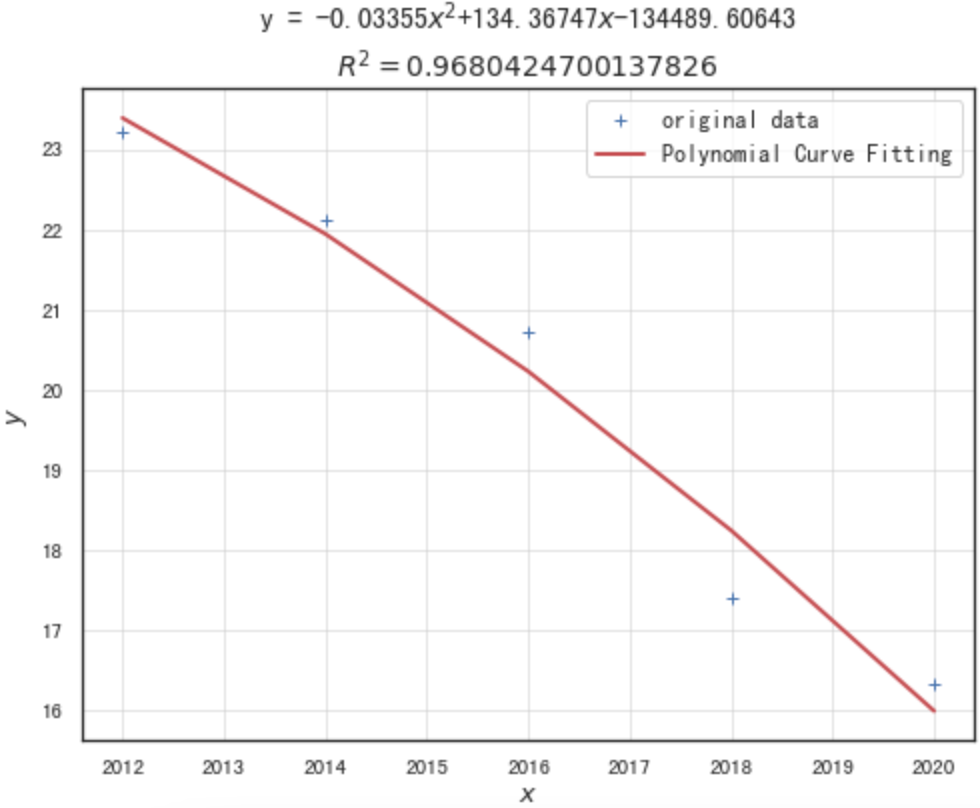 y = −0.03355x²+134.36747x−134489.60643
R² = 0.9680424700137826
original data
Polynomial Curve Fitting
23
22
21
20
19
18
17
16
y
2012 2013 2014 2015 2016 2017 2018 2019 2020
x